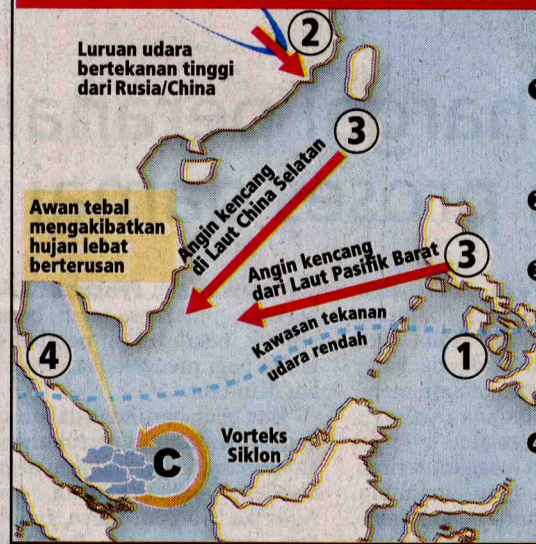 2
Luruan udara
bertekanan tinggi
dari Rusia/China
3
Angin kencang
di Laut China Selatan
Awan tebal
mengakibatkan
hujan lebat
berterusan
3
Angin kencang
dari Laut Pasifik Barat
Kawasan tekanan
udara rendah
4
1
Vorteks
Siklon
C